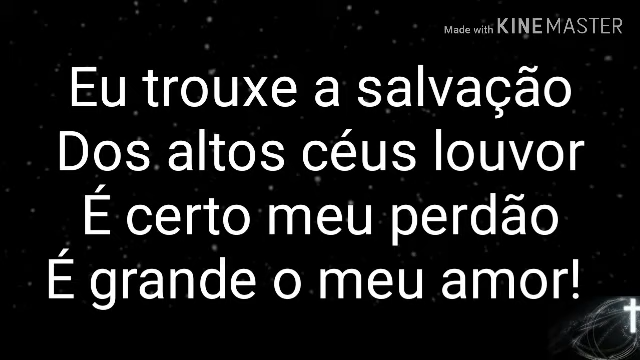 Made with KINEMASTER
Eu trouxe a salvação
Dos altos céus louvor
É certo meu perdão
É grande o meu amor!